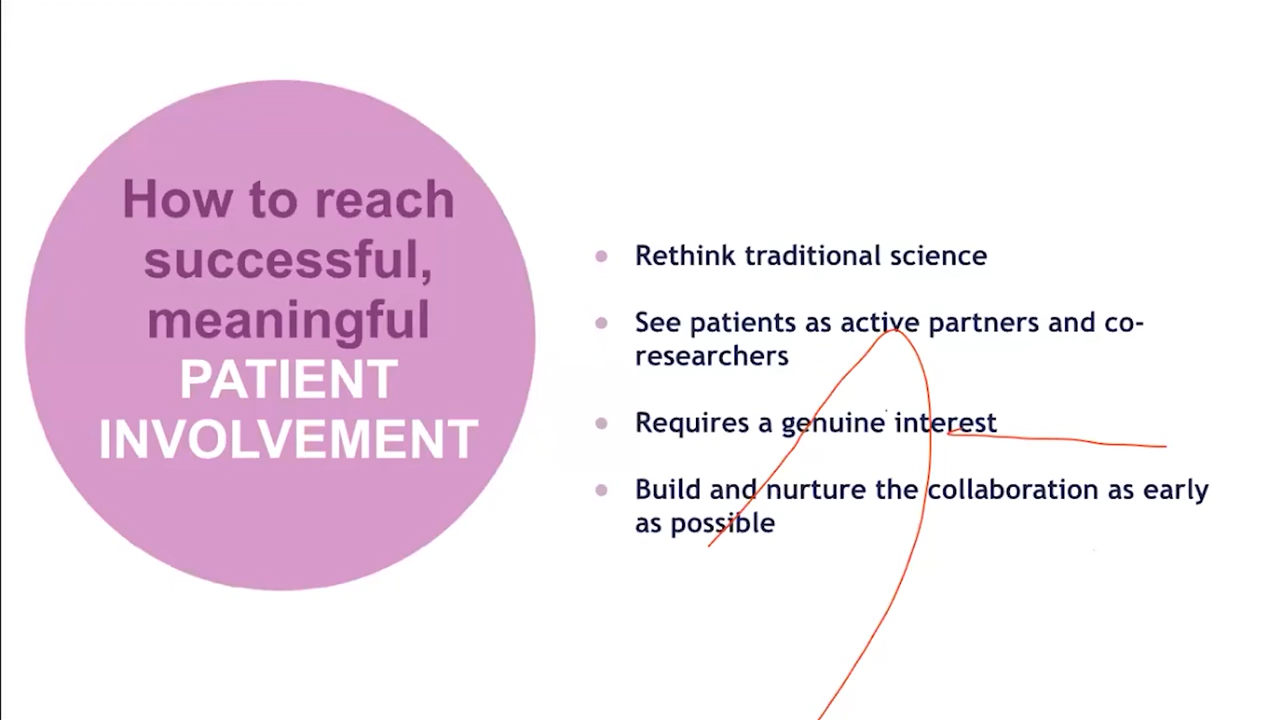 How to reach
successful,
meaningful
PATIENT
INVOLVEMENT
Rethink traditional science
See patients as active partners and co-
researchers
Requires a genuine interest
Build and nurture the collaboration as early
as possible